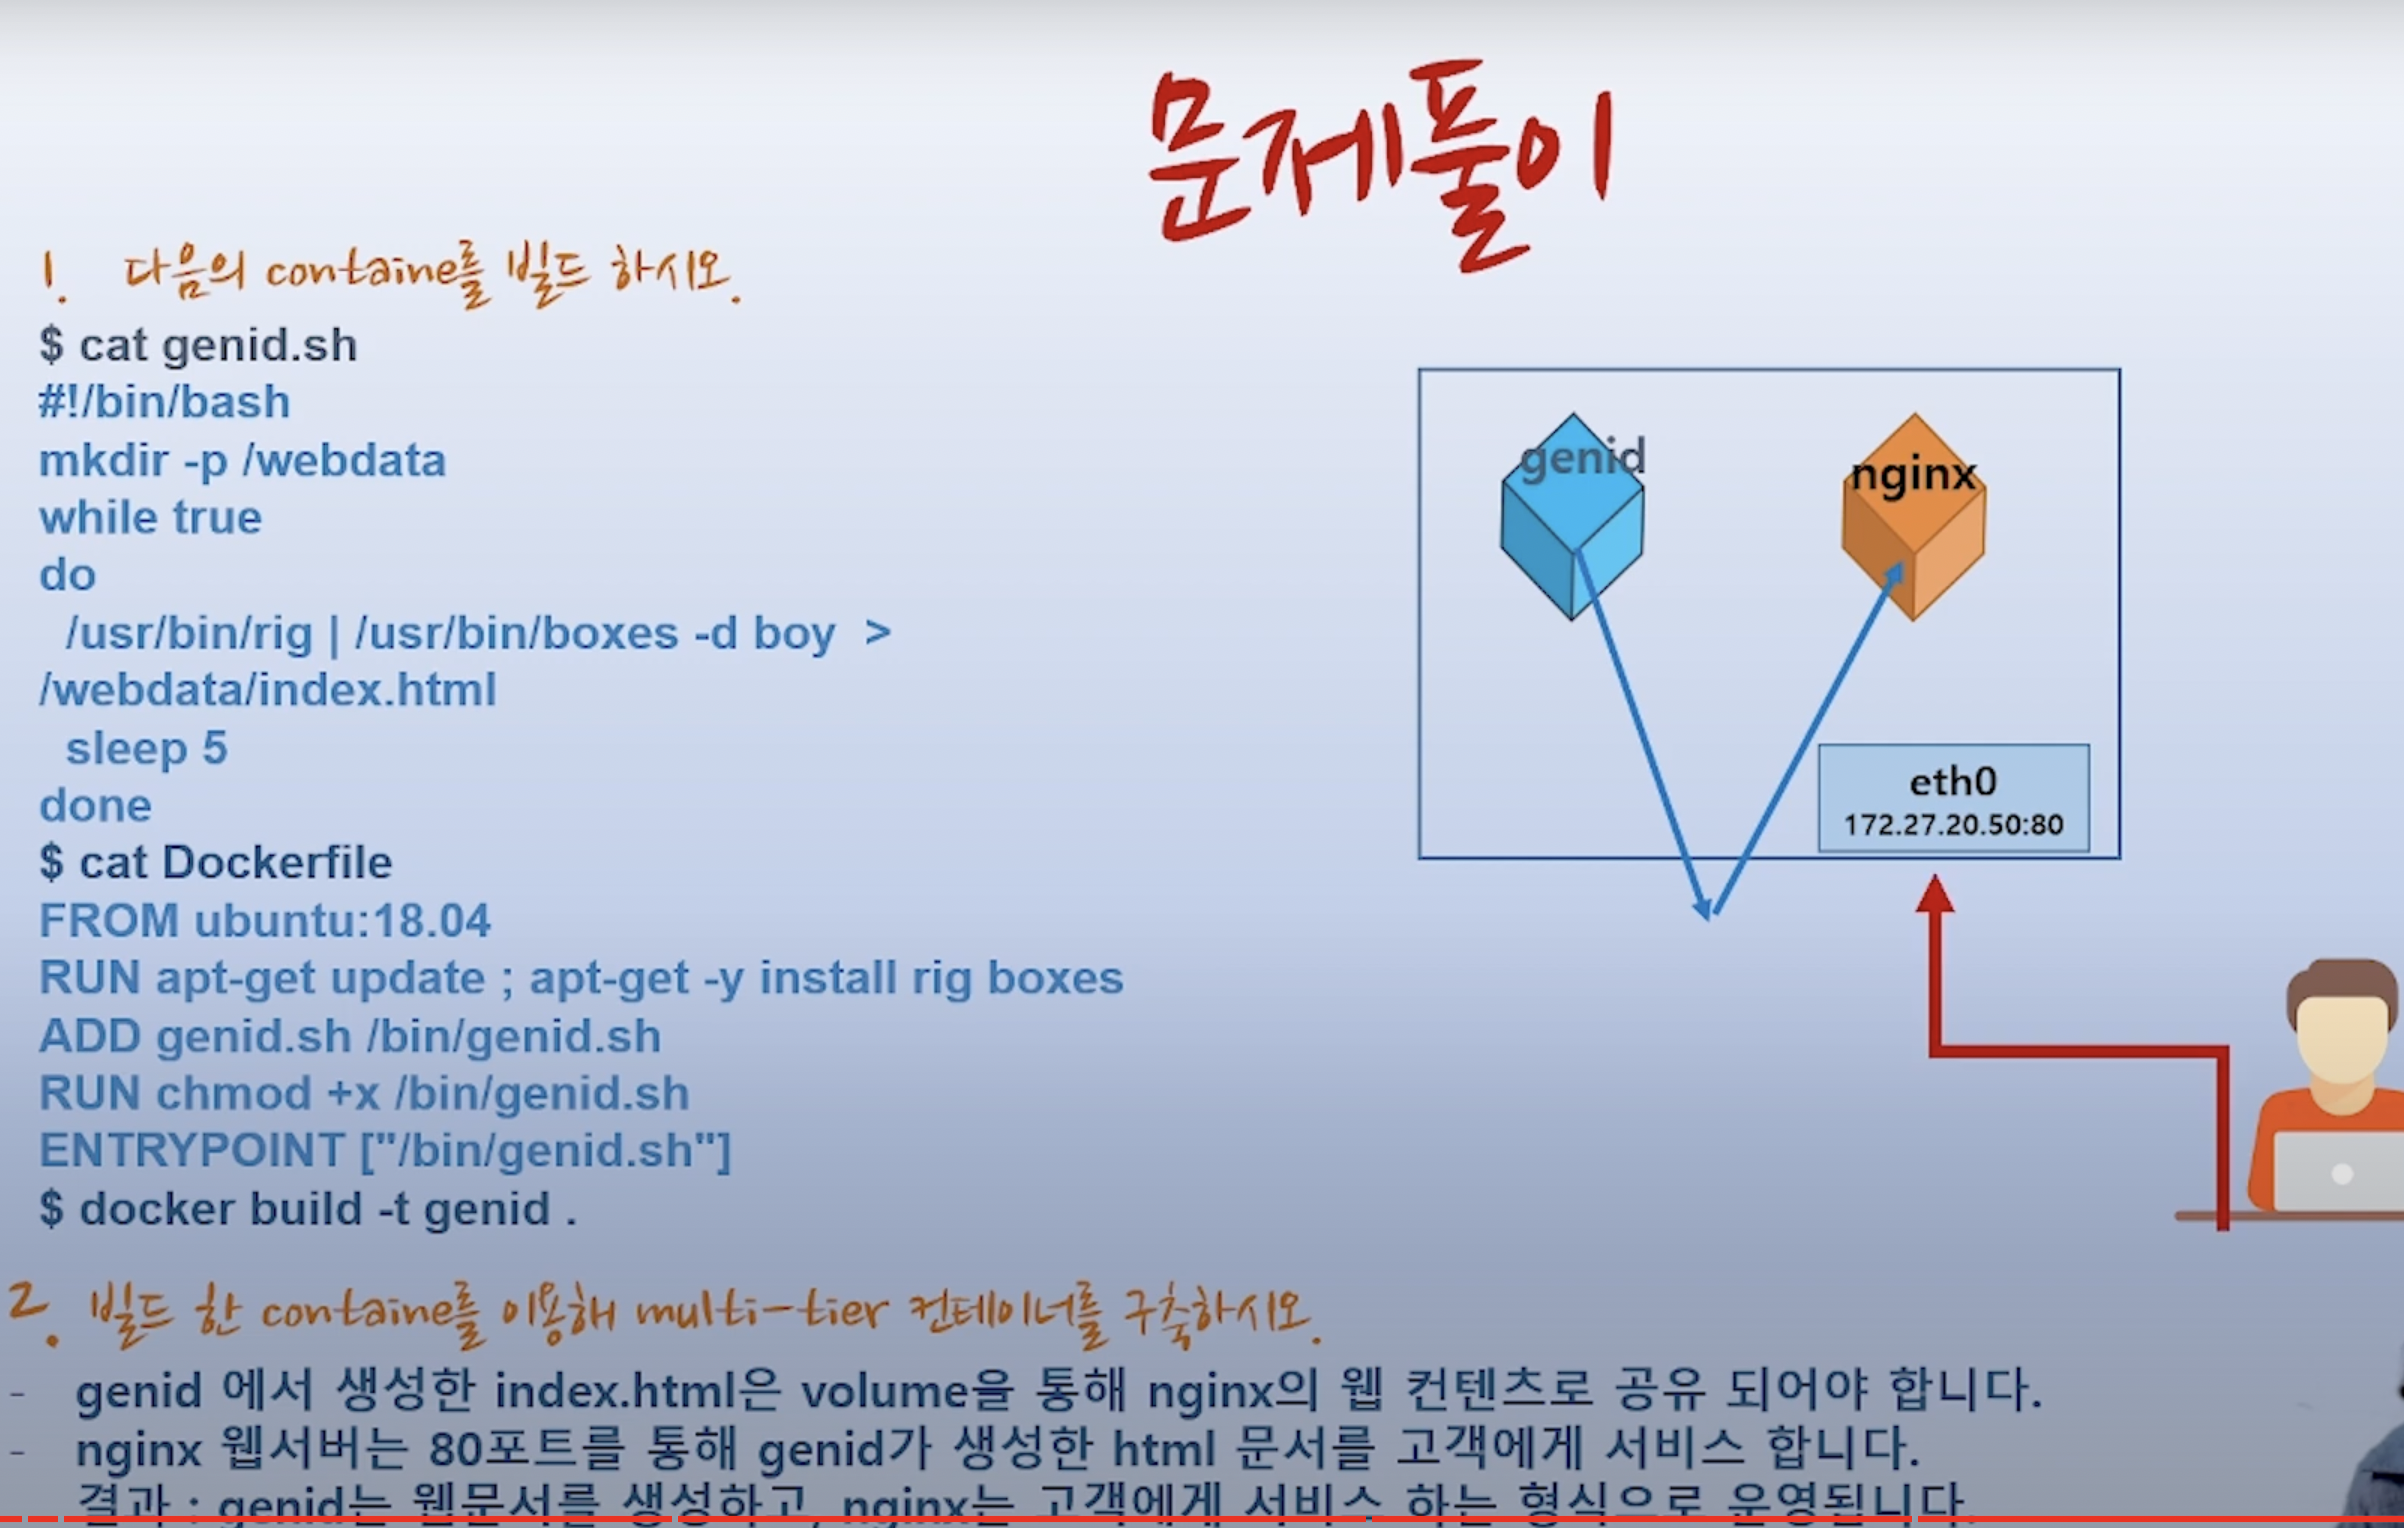 문제풀이
1. 다음의 containe를 빌드 하시오.
$ cat genid.sh
#!/bin/bash
mkdir -p /webdata
while true
do
/usr/bin/rig | /usr/bin/boxes -d boy >
/webdata/index.html
sleep 5
done
$ cat Dockerfile
FROM ubuntu:18.04
RUN apt-get update ; apt-get -y install rig boxes
ADD genid.sh /bin/genid.sh
RUN chmod +x /bin/genid.sh
ENTRYPOINT ["/bin/genid.sh"]
$ docker build -t genid .
genid
nginx
eth0
172.27.20.50:80
2. 빌드 한 containe를 이용해 multi-tier 컨테이너를 구축하시오.
- genid 에서 생성한 index.html은 volume을 통해 nginx의 웹 컨텐츠로 공유 되어야 합니다.
- nginx 웹서버는 80포트를 통해 genid가 생성한 html 문서를 고객에게 서비스 합니다.
결과 : genid는 웹문서를 생성하고, nginx는 고객에게 서비스 하는 형식으로 운영됩니다.